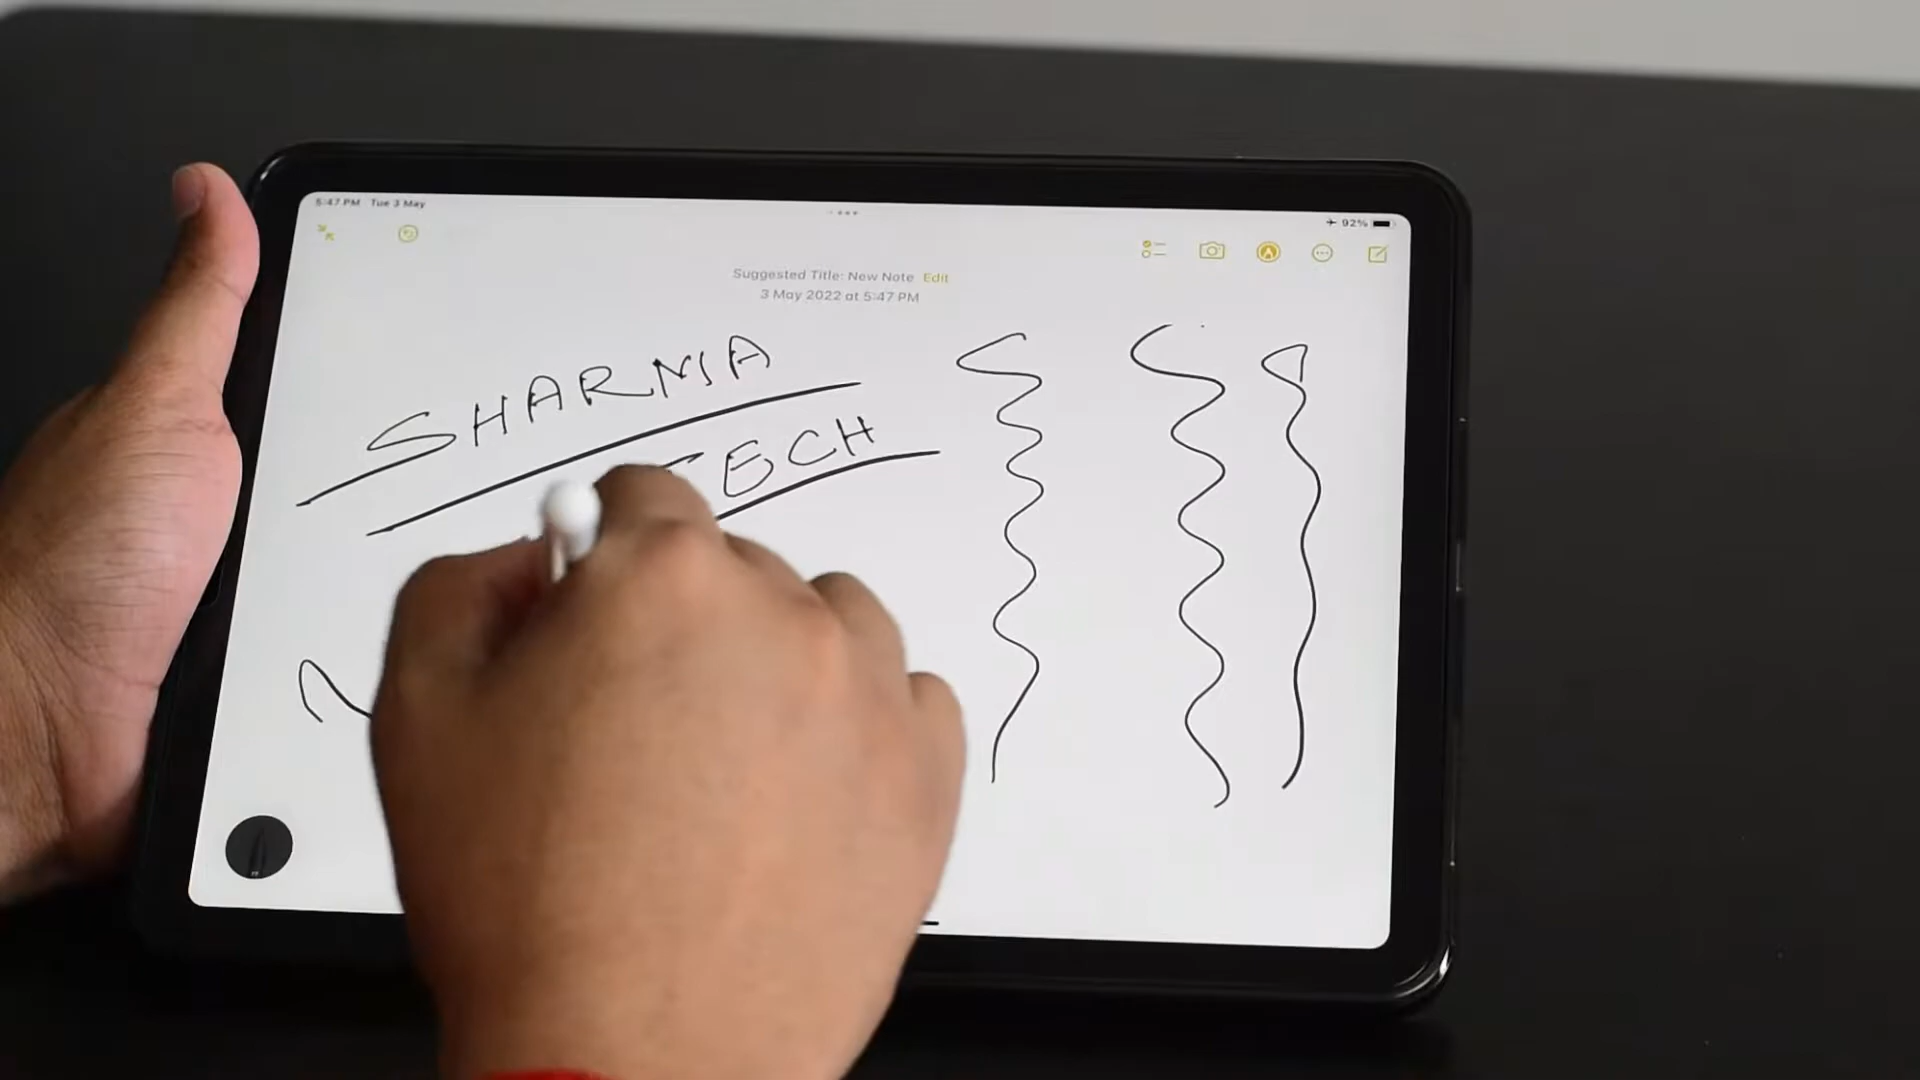 5:47 PM Tue 3 May
92%
Suggested Title: New Note Edit
3 May 2022 at 5:47 PM
SHARMA
TECH